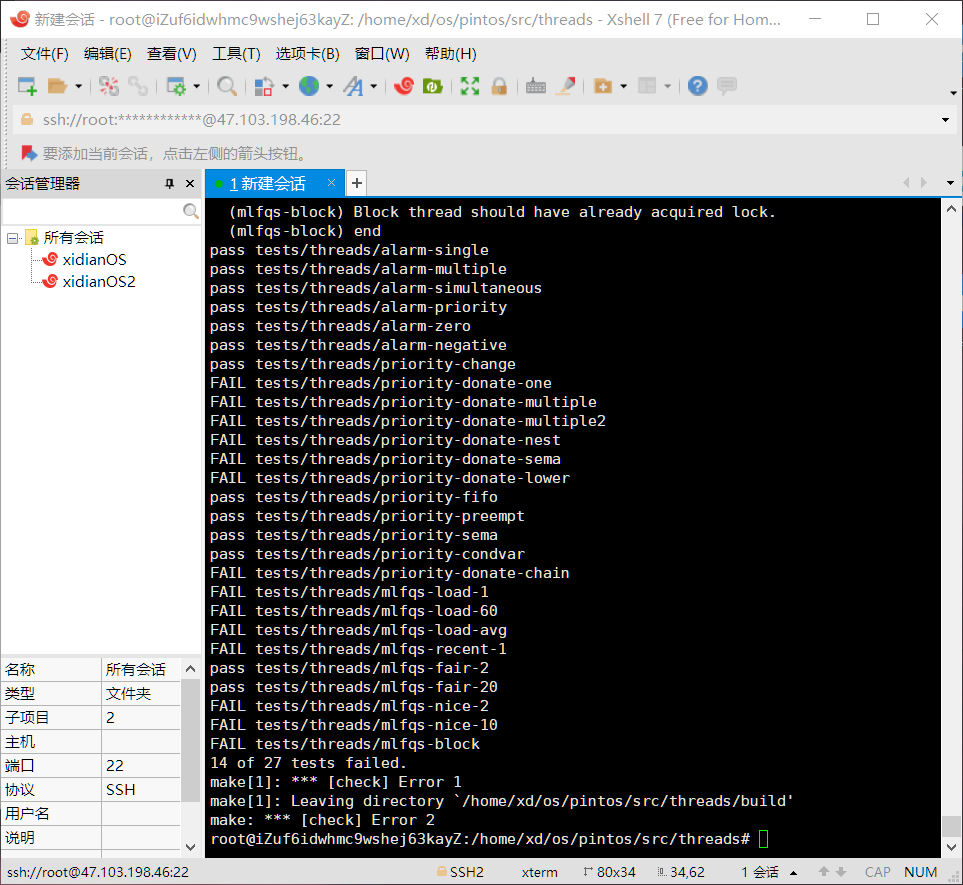 新建会话 - root@iZuf6idwhmc9wshej63kayZ: /home/xd/os/pintos/src/threads - Xshell 7 (Free for Hom...
文件(F) 编辑(E) 查看(V) 工具(T) 选项卡(B) 窗口(W) 帮助(H)
ssh://root:************@47.103.198.46:22
要添加当前会话，点击左侧的箭头按钮。
会话管理器
1 新建会话
所有会话
xidianOS
xidianOS2
(mlfqs-block) Block thread should have already acquired lock.
(mlfqs-block) end
pass tests/threads/alarm-single
pass tests/threads/alarm-multiple
pass tests/threads/alarm-simultaneous
pass tests/threads/alarm-priority
pass tests/threads/alarm-zero
pass tests/threads/alarm-negative
pass tests/threads/priority-change
FAIL tests/threads/priority-donate-one
FAIL tests/threads/priority-donate-multiple
FAIL tests/threads/priority-donate-multiple2
FAIL tests/threads/priority-donate-nest
FAIL tests/threads/priority-donate-sema
FAIL tests/threads/priority-donate-lower
pass tests/threads/priority-fifo
pass tests/threads/priority-preempt
pass tests/threads/priority-sema
pass tests/threads/priority-condvar
FAIL tests/threads/priority-donate-chain
FAIL tests/threads/mlfqs-load-1
FAIL tests/threads/mlfqs-load-60
FAIL tests/threads/mlfqs-load-avg
FAIL tests/threads/mlfqs-recent-1
pass tests/threads/mlfqs-fair-2
pass tests/threads/mlfqs-fair-20
FAIL tests/threads/mlfqs-nice-2
FAIL tests/threads/mlfqs-nice-10
FAIL tests/threads/mlfqs-block
14 of 27 tests failed.
make[1]: *** [check] Error 1
make[1]: Leaving directory `/home/xd/os/pintos/src/threads/build'
make: *** [check] Error 2
root@iZuf6idwhmc9wshej63kayZ:/home/xd/os/pintos/src/threads#
名称 所有会话
类型 文件夹
子项目 2
主机
端口 22
协议 SSH
用户名
说明
ssh://root@47.103.198.46:22 SSH2 xterm 80x34 34,62 1 会话 CAP NUM